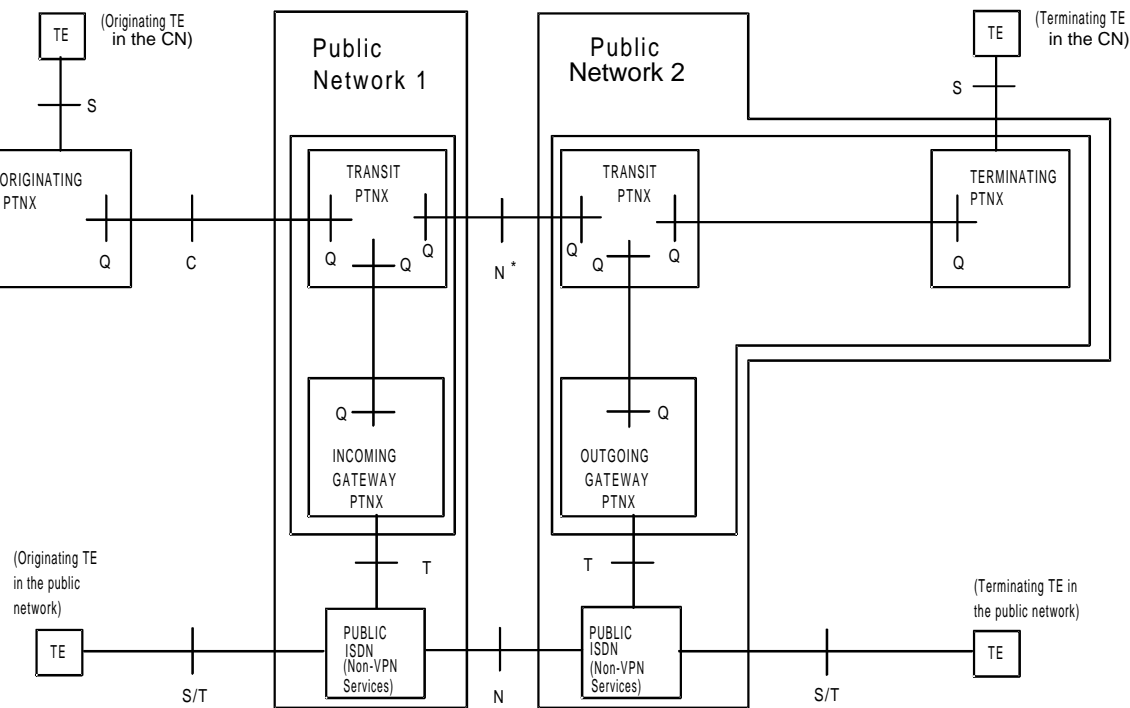 TE
(Originating TE
in the CN)
S
Public
Network 1
Public
Network 2
TE
(Terminating TE
in the CN)
S
ORIGINATING
PTNX
Q
C
TRANSIT
PTNX
Q
Q
Q
N *
TRANSIT
PTNX
Q
Q
Q
TERMINATING
PTNX
Q
Q
INCOMING
GATEWAY
PTNX
Q
OUTGOING
GATEWAY
PTNX
T
T
(Originating TE
in the public
network)
TE
S/T
PUBLIC
ISDN
(Non-VPN
Services)
N
PUBLIC
ISDN
(Non-VPN
Services)
S/T
(Terminating TE in
the public network)
TE